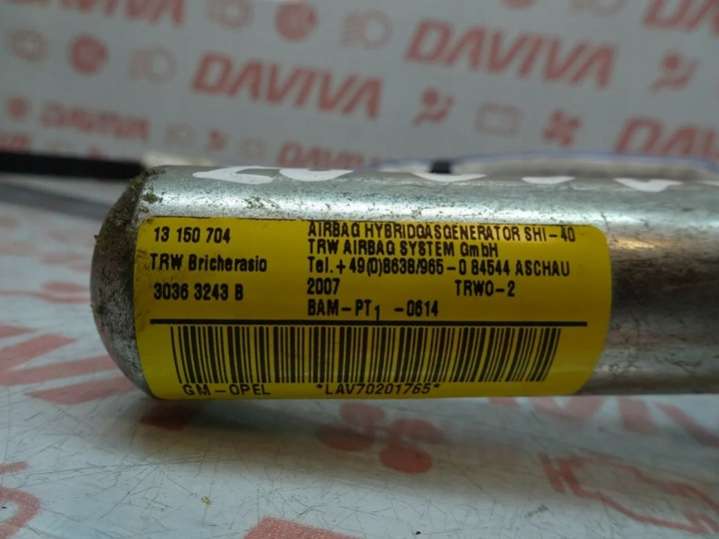 DAVIVA
DAVIVA
DAVIVA
DAVIVA
13 150 704
AIRBAG HYBRIDGASGENERATOR SHI-40
TRW AIRBAG SYSTEM GmbH
TRW Bricherasio
Tel.+49(0)8638/965-0 84544 ASCHAU
3036 3243 B
2007 TRWO-2
BAM-PT1 -0614
GM-OPEL *LAV70201765*